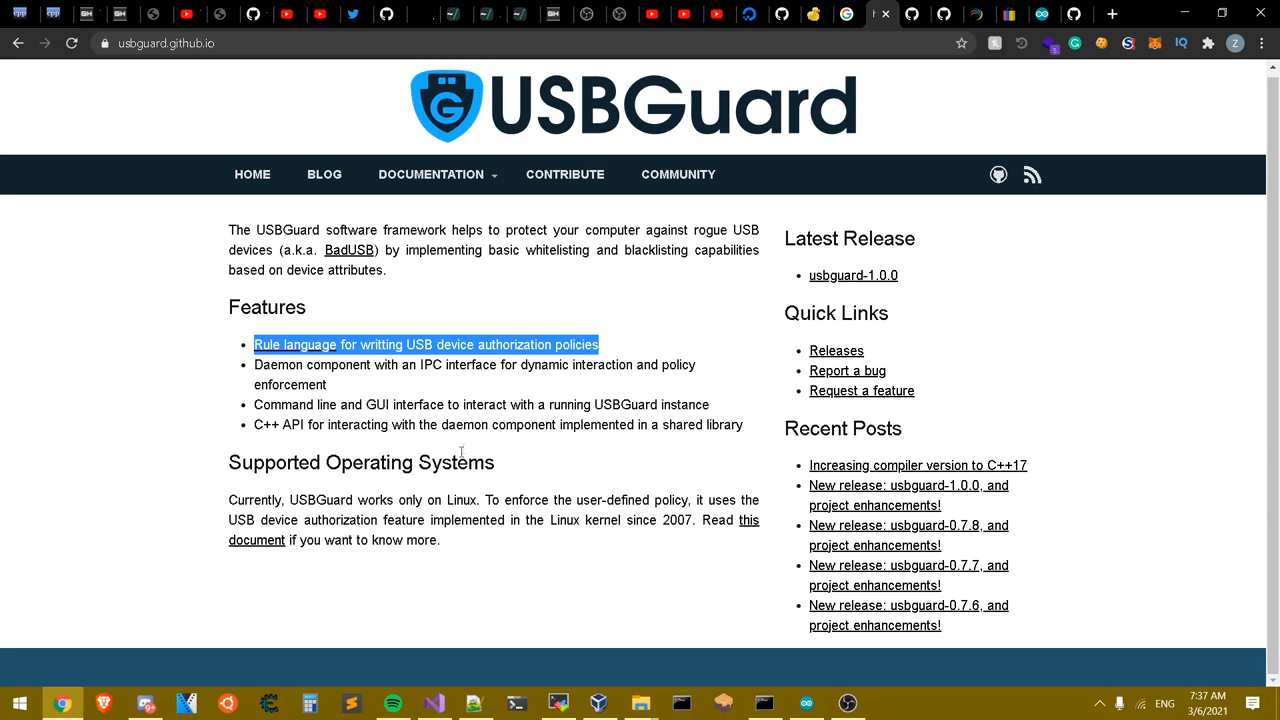 usbguard.github.io
USBGuard
HOME BLOG DOCUMENTATION CONTRIBUTE COMMUNITY
The USBGuard software framework helps to protect your computer against rogue USB
devices (a.k.a. BadUSB) by implementing basic whitelisting and blacklisting capabilities
based on device attributes.
Features
Rule language for writting USB device authorization policies
Daemon component with an IPC interface for dynamic interaction and policy
enforcement
Command line and GUI interface to interact with a running USBGuard instance
C++ API for interacting with the daemon component implemented in a shared library
Supported Operating Systems
Currently, USBGuard works only on Linux. To enforce the user-defined policy, it uses the
USB device authorization feature implemented in the Linux kernel since 2007. Read this
document if you want to know more.
Latest Release
usbguard-1.0.0
Quick Links
Releases
Report a bug
Request a feature
Recent Posts
Increasing compiler version to C++17
New release: usbguard-1.0.0, and
project enhancements!
New release: usbguard-0.7.8, and
project enhancements!
New release: usbguard-0.7.7, and
project enhancements!
New release: usbguard-0.7.6, and
project enhancements!
ENG
7:37 AM
3/6/2021